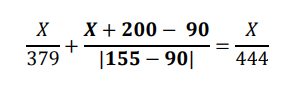 X/379 + X + 200 − 90/|155 − 90| = X/444